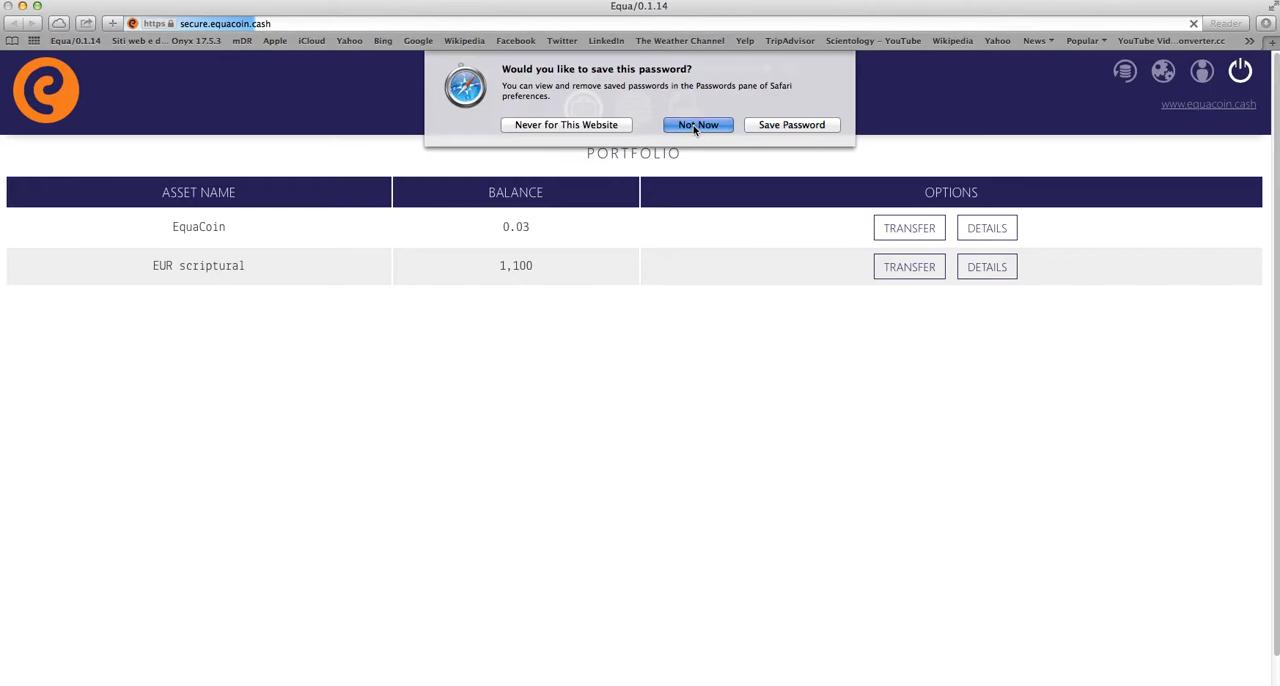 Equa/0.1.14
https secure.equacoin.cash
Reader
Equa/0.1.14 Siti web e d... Onyx 17.5.3 mDR Apple iCloud Yahoo Bing Google Wikipedia Facebook Twitter LinkedIn The Weather Channel Yelp TripAdvisor Scientology – YouTube Wikipedia Yahoo News Popular YouTube Vid...onverter.cc
Would you like to save this password?
You can view and remove saved passwords in the Passwords pane of Safari
preferences.
Never for This Website Not Now Save Password
www.equacoin.cash
PORTFOLIO
ASSET NAME BALANCE OPTIONS
EquaCoin 0.03 TRANSFER DETAILS
EUR scriptural 1,100 TRANSFER DETAILS